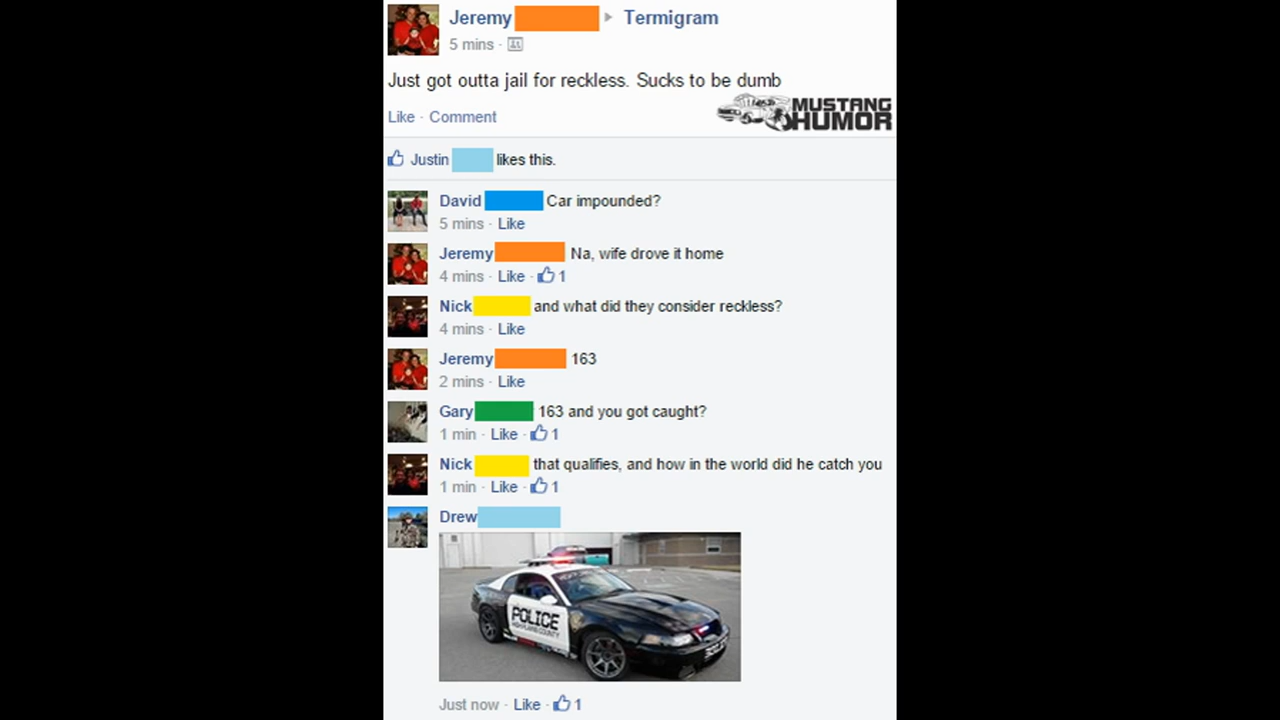 Jeremy Termigram
5 mins ·
Just got outta jail for reckless. Sucks to be dumb
Like · Comment
MUSTANG
HUMOR
Justin likes this.
David Car impounded?
5 mins · Like
Jeremy Na, wife drove it home
4 mins · Like · 1
Nick and what did they consider reckless?
4 mins · Like
Jeremy 163
2 mins · Like
Gary 163 and you got caught?
1 min · Like · 1
Nick that qualifies, and how in the world did he catch you
1 min · Like · 1
Drew
POLICE
Just now · Like · 1